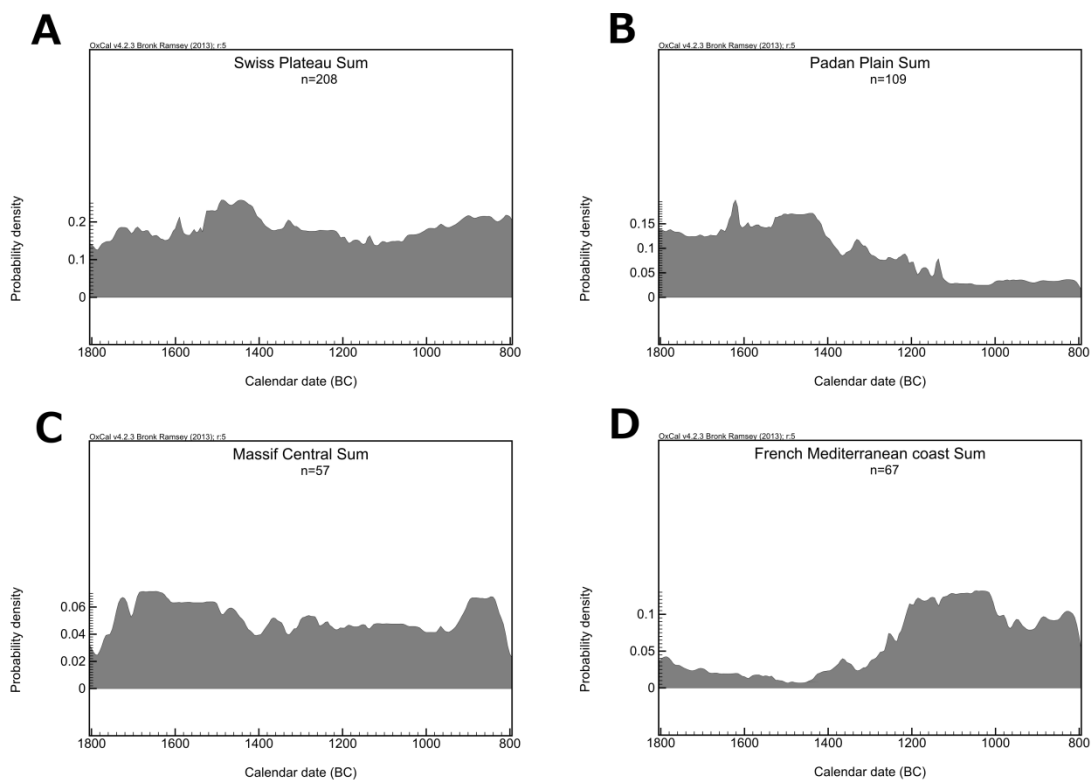 A
OxCal v4.2.3 Bronk Ramsey (2013); r:5
Swiss Plateau Sum
n=208
Probability density
0.2
0.1
0
1800 1600 1400 1200 1000 800
Calendar date (BC)
B
OxCal v4.2.3 Bronk Ramsey (2013); r:5
Padan Plain Sum
n=109
Probability density
0.15
0.1
0.05
0
1800 1600 1400 1200 1000 800
Calendar date (BC)
C
OxCal v4.2.3 Bronk Ramsey (2013); r:5
Massif Central Sum
n=57
Probability density
0.06
0.04
0.02
0
1800 1600 1400 1200 1000 800
Calendar date (BC)
D
OxCal v4.2.3 Bronk Ramsey (2013); r:5
French Mediterranean coast Sum
n=67
Probability density
0.1
0.05
0
1800 1600 1400 1200 1000 800
Calendar date (BC)